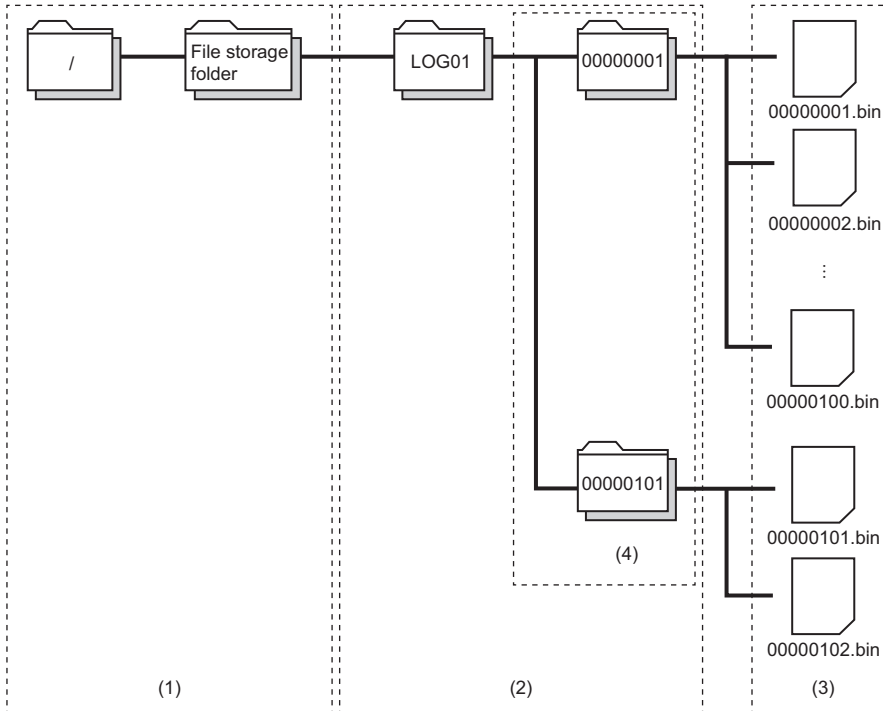 /
File storage
folder
LOG01
00000001
00000001.bin
00000002.bin
⋮
00000100.bin
00000101
00000101.bin
(4)
00000102.bin
(1)
(2)
(3)